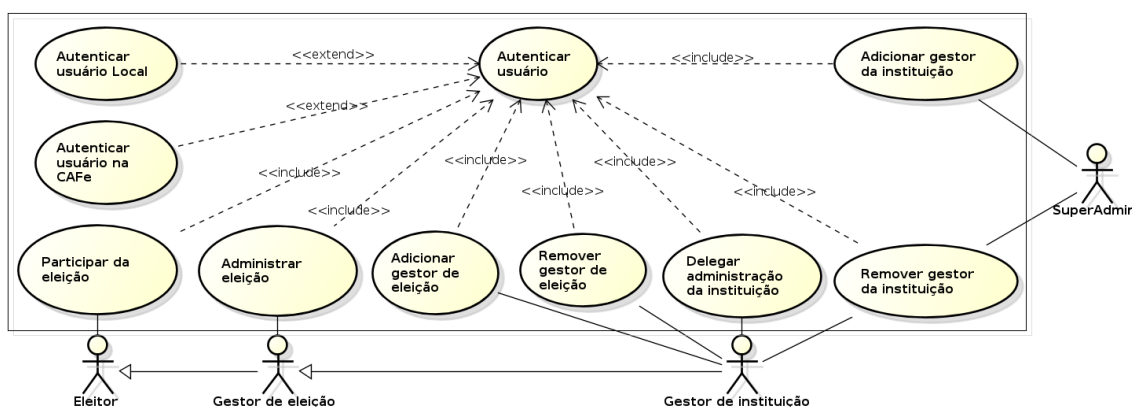 Autenticar
usuário Local
<<extend>>
Autenticar
usuário
<<include>>
Adicionar gestor
da instituição
<<extend>>
Autenticar
usuário na
CAFe
<<include>>
<<include>>
<<include>>
<<include>>
<<include>>
<<include>>
SuperAdmin
Participar da
eleição
Administrar
eleição
Adicionar
gestor de
eleição
Remover
gestor de
eleição
Delegar
administração
da instituição
Remover gestor
da instituição
Eleitor
Gestor de eleição
Gestor de instituição